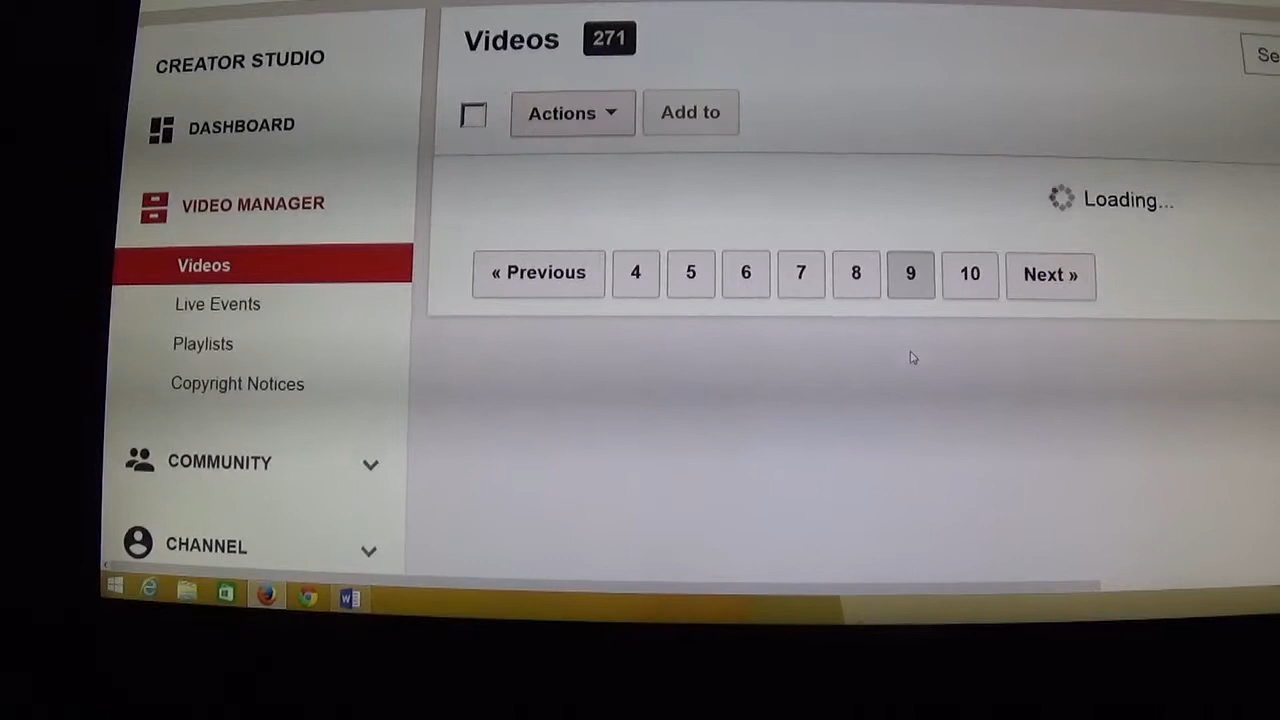 CREATOR STUDIO
DASHBOARD
VIDEO MANAGER
Videos
Live Events
Playlists
Copyright Notices
COMMUNITY
CHANNEL
Videos 271
Actions Add to
Loading...
« Previous 4 5 6 7 8 9 10 Next »